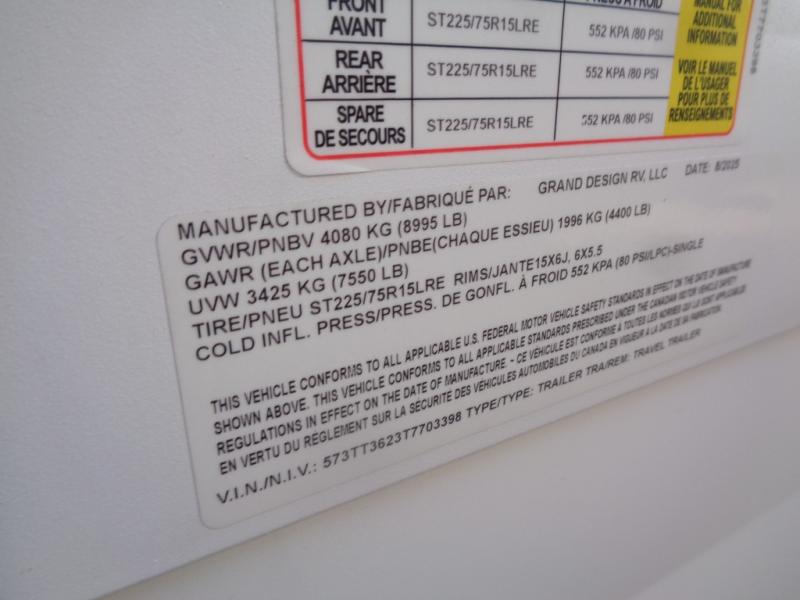 FRONT
AVANT
ST225/75R15LRE
552 KPA /80 PSI
MANUAL FOR
ADDITIONAL
INFORMATION
REAR
ARRIÈRE
ST225/75R15LRE
552 KPA /80 PSI
VOIR LE MANUEL
DE L'USAGER
POUR PLUS DE
RENSEIGNEMENTS
SPARE
DE SECOURS
ST225/75R15LRE
552 KPA /80 PSI
MANUFACTURED BY/FABRIQUÉ PAR: GRAND DESIGN RV, LLC DATE: 8/2025
GVWR/PNBV 4080 KG (8995 LB)
GAWR (EACH AXLE)/PNBE(CHAQUE ESSIEU) 1996 KG (4400 LB)
UVW 3425 KG (7550 LB)
TIRE/PNEU ST225/75R15LRE RIMS/JANTE15X6J, 6X5.5
COLD INFL. PRESS/PRESS. DE GONFL. À FROID 552 KPA (80 PSI/LPC)-SINGLE
THIS VEHICLE CONFORMS TO ALL APPLICABLE U.S. FEDERAL MOTOR VEHICLE SAFETY STANDARDS IN EFFECT ON THE DATE OF MANUFACTURE
SHOWN ABOVE. THIS VEHICLE CONFORMS TO ALL APPLICABLE STANDARDS PRESCRIBED UNDER THE CANADIAN MOTOR VEHICLE SAFETY
REGULATIONS IN EFFECT ON THE DATE OF MANUFACTURE. - CE VÉHICULE EST CONFORME À TOUTES LES NORMES QUI LUI SONT APPLICABLES
EN VERTU DU RÈGLEMENT SUR LA SÉCURITÉ DES VÉHICULES AUTOMOBILES DU CANADA EN VIGUEUR À LA DATE DE SA FABRICATION.
V.I.N./N.I.V.: 573TT3623T7703398 TYPE/TYPE: TRAILER TRA/REM: TRAVEL TRAILER